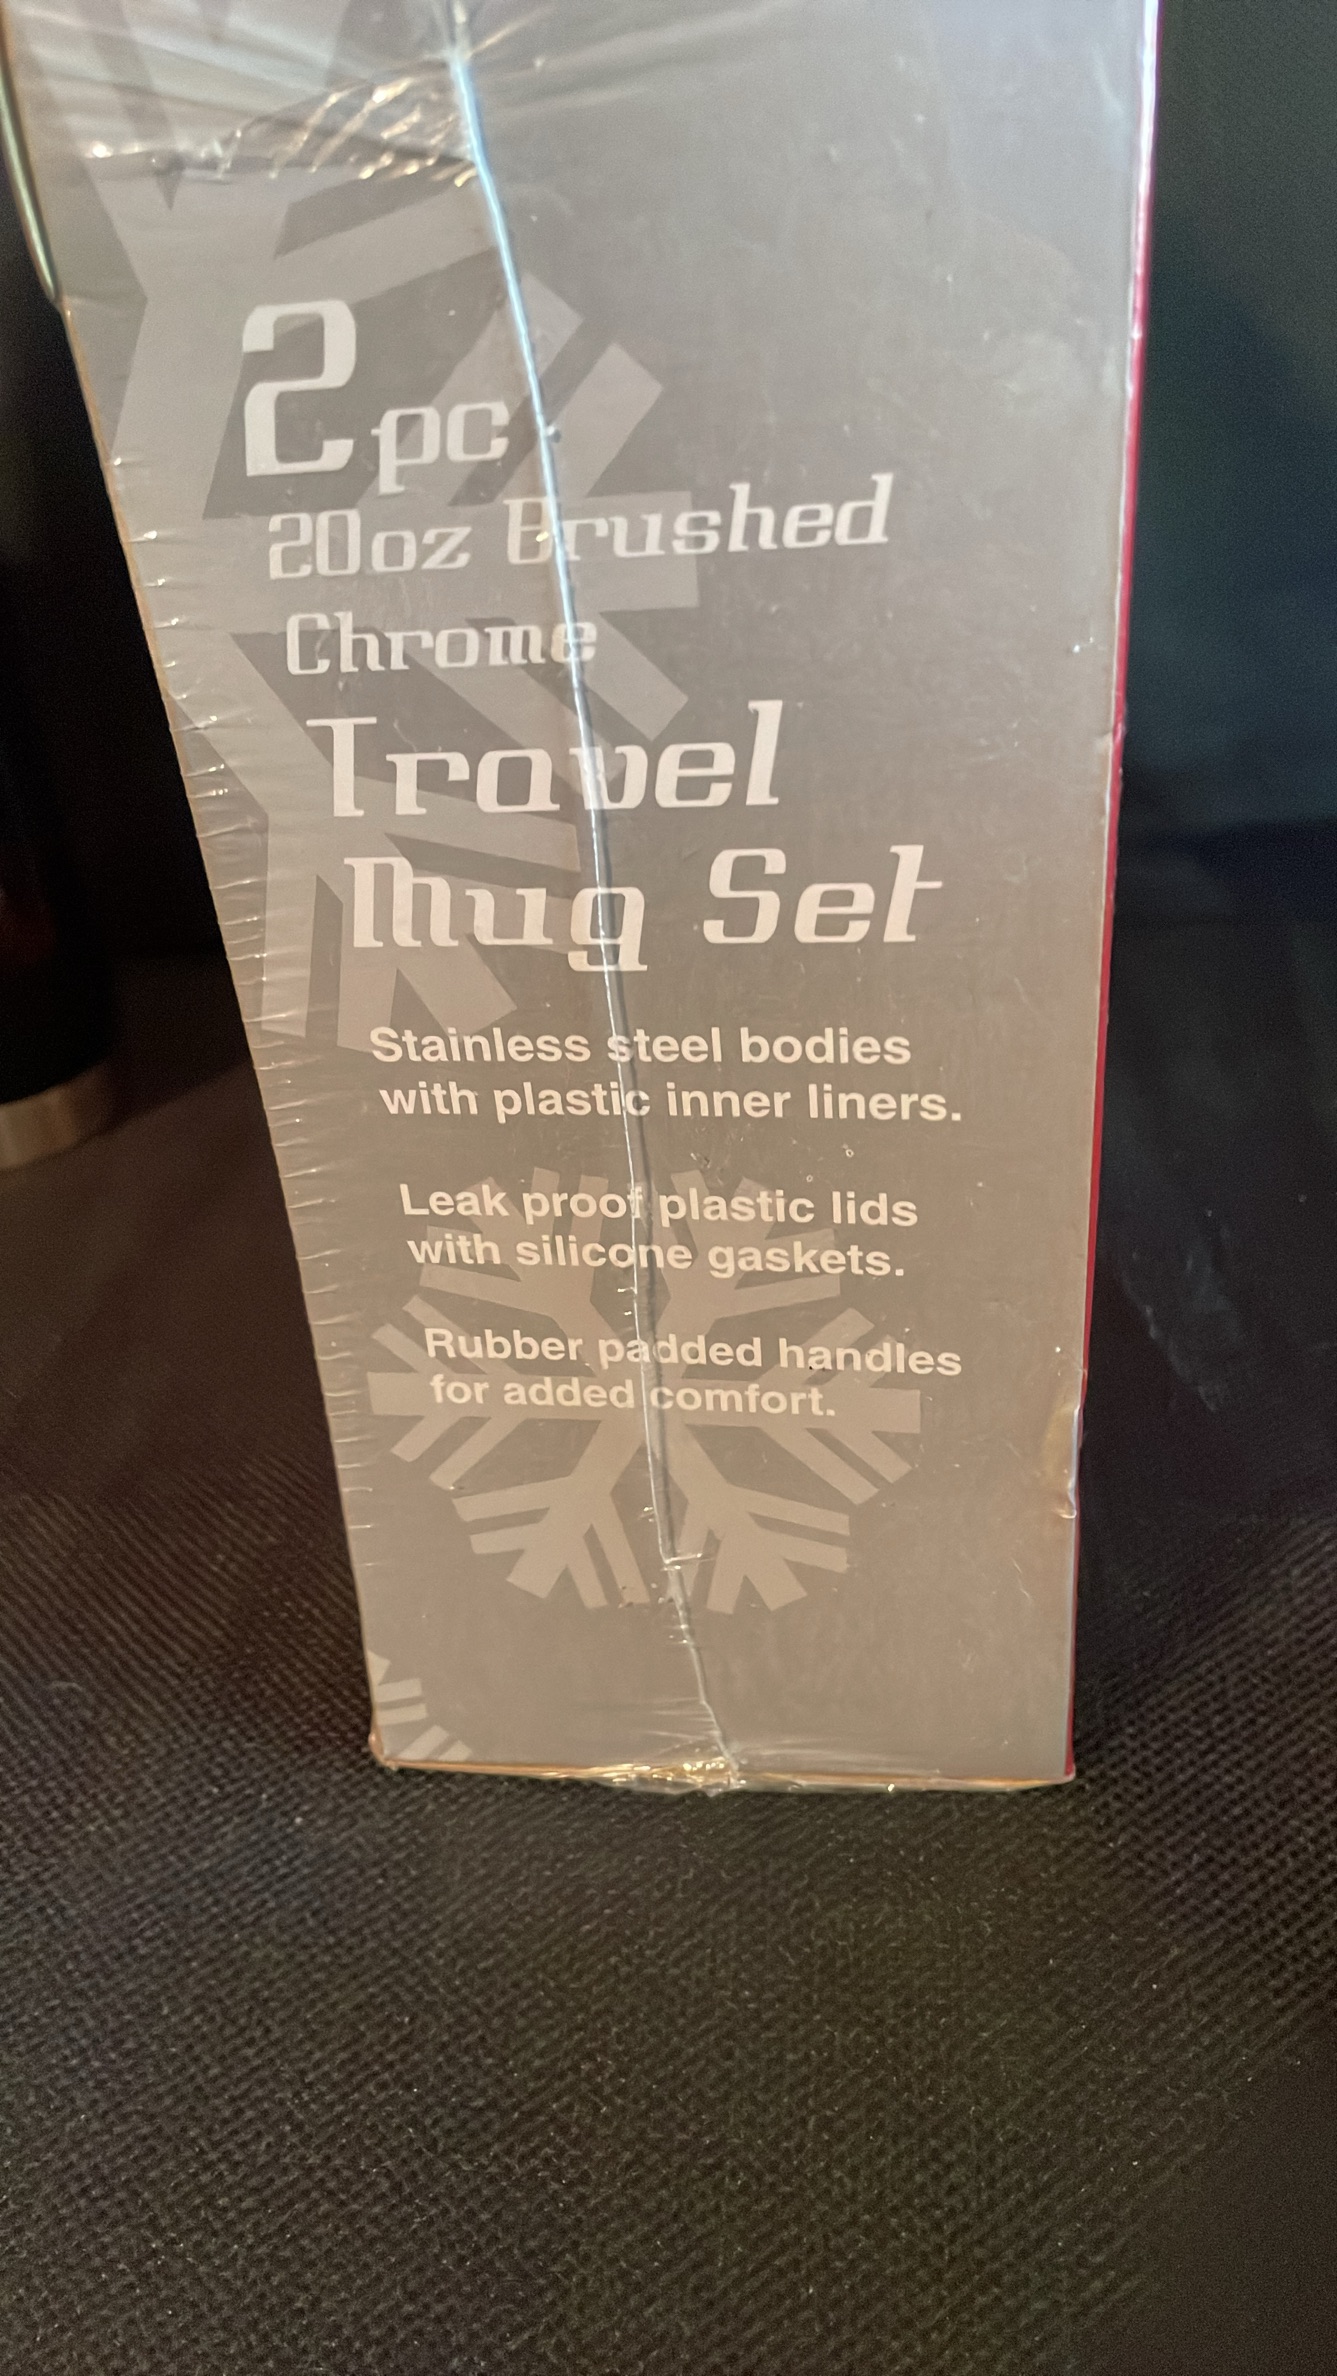 2pc
20oz Brushed
Chrome
Travel
Mug Set
Stainless steel bodies
with plastic inner liners.
Leak proof plastic lids
with silicone gaskets.
Rubber padded handles
for added comfort.